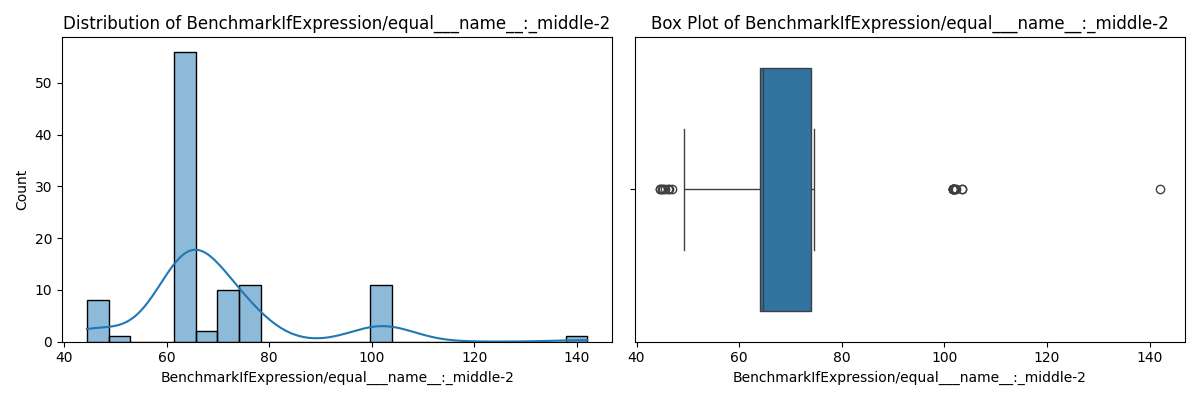 Distribution of BenchmarkIfExpression/equal___name__:_middle-2
Count
50
40
30
20
10
0
40 60 80 100 120 140
BenchmarkIfExpression/equal___name__:_middle-2
Box Plot of BenchmarkIfExpression/equal___name__:_middle-2
40 60 80 100 120 140
BenchmarkIfExpression/equal___name__:_middle-2